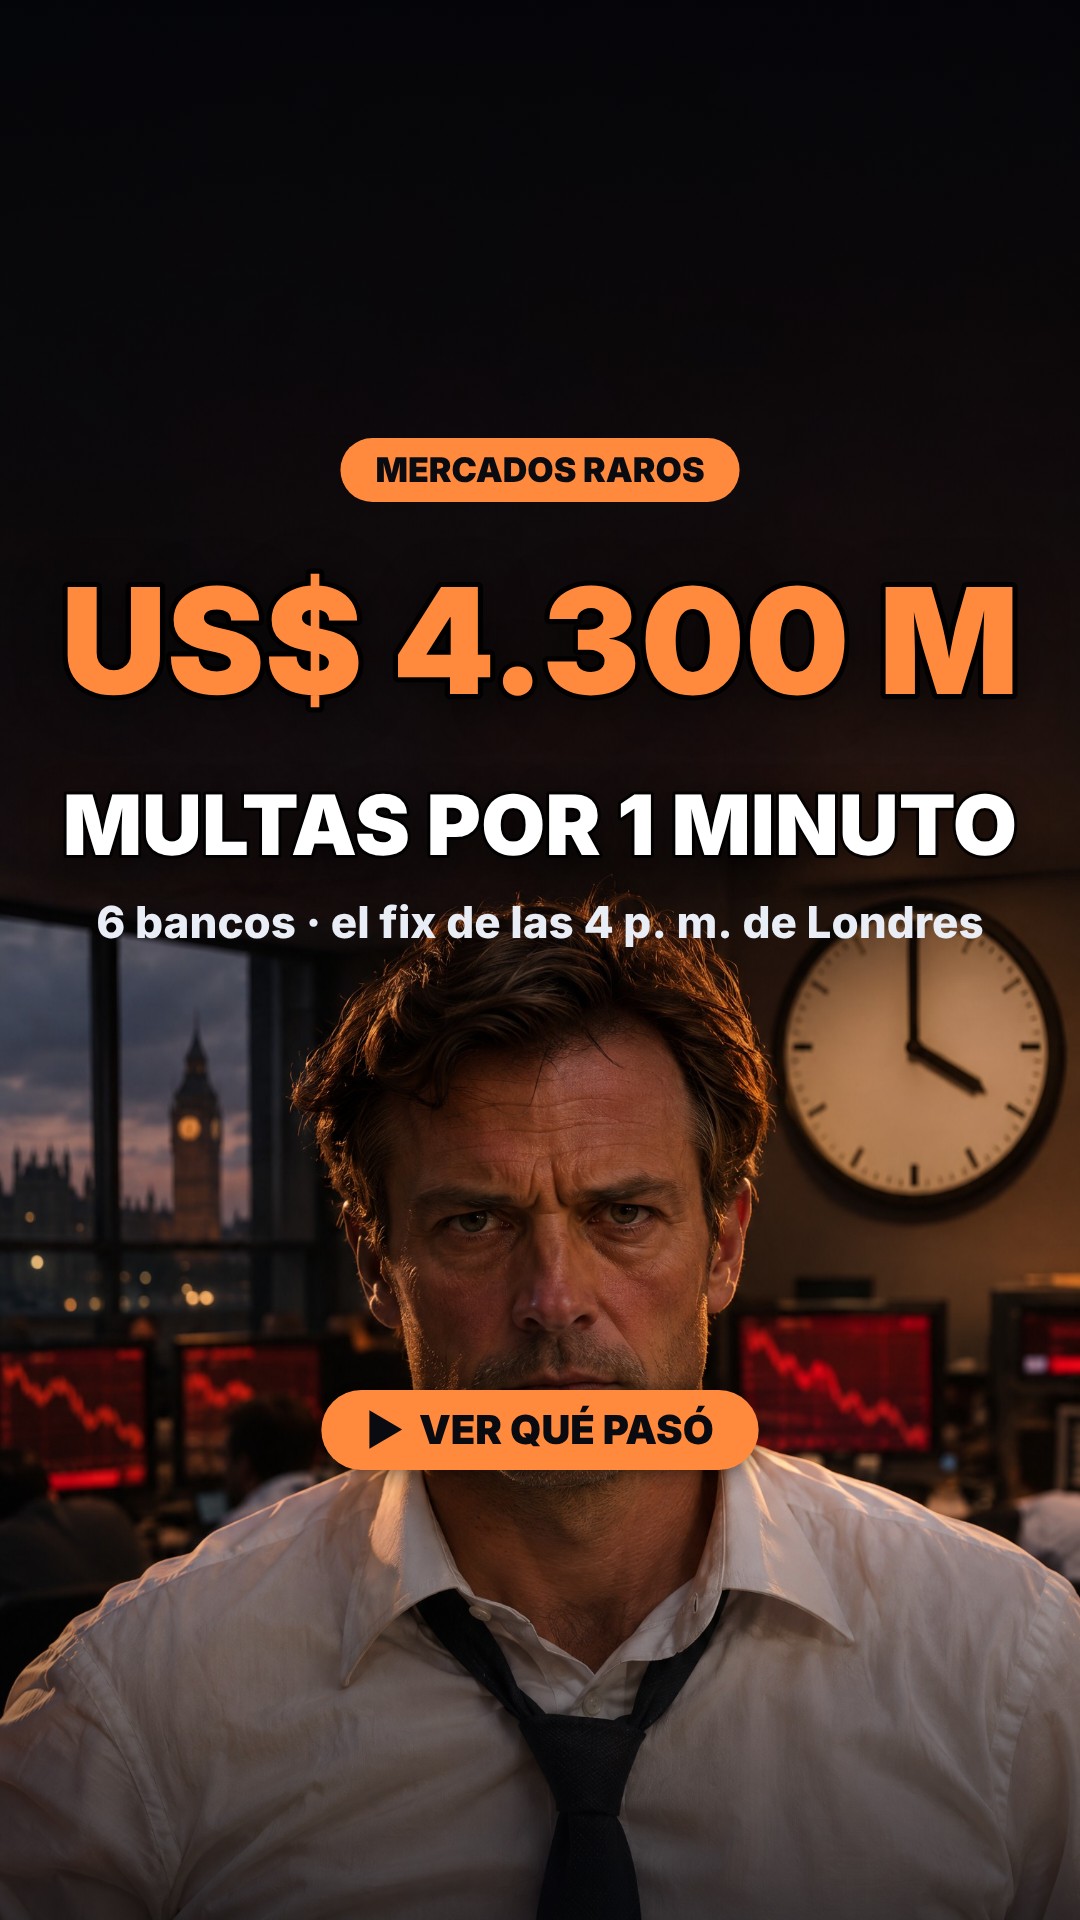 MERCADOS RAROS
US$ 4.300 M
MULTAS POR 1 MINUTO
6 bancos · el fix de las 4 p. m. de Londres
▶ VER QUÉ PASÓ